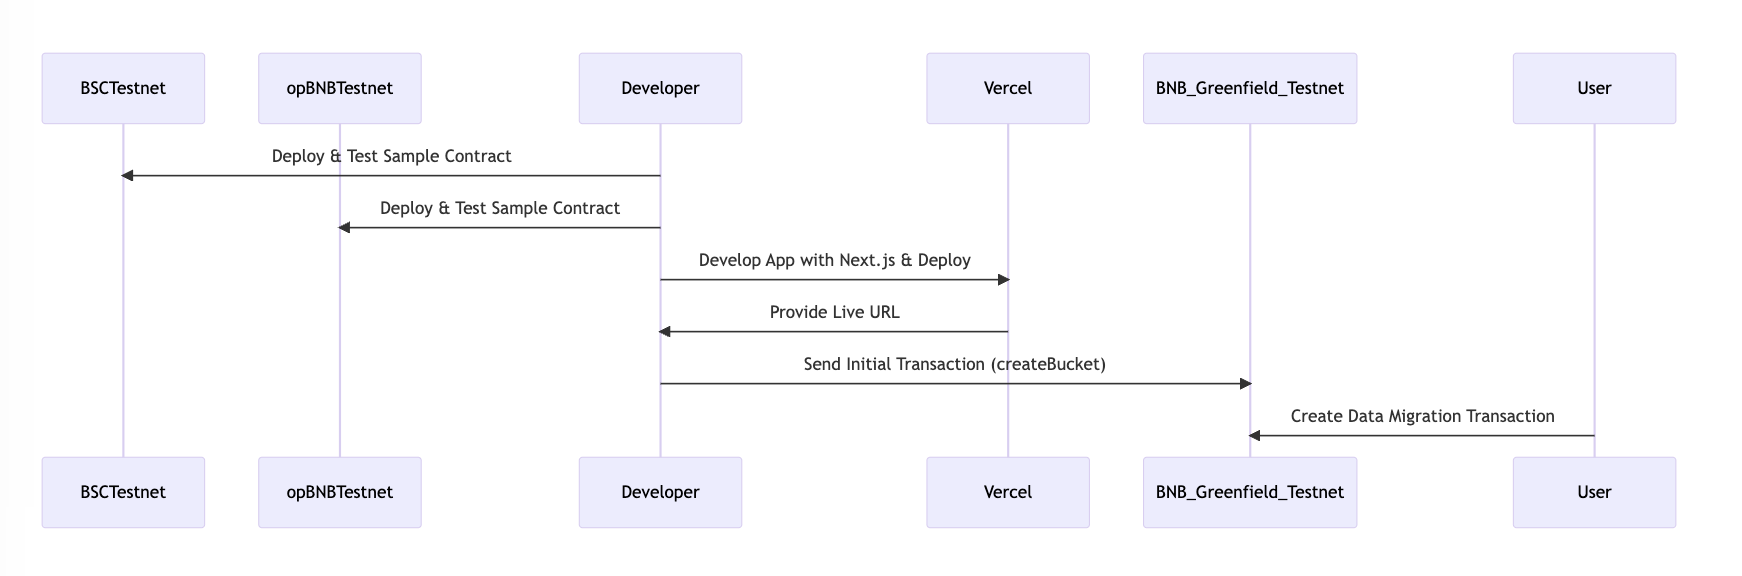 BSCTestnet
opBNBTestnet
Developer
Vercel
BNB_Greenfield_Testnet
User
Deploy & Test Sample Contract
Deploy & Test Sample Contract
Develop App with Next.js & Deploy
Provide Live URL
Send Initial Transaction (createBucket)
Create Data Migration Transaction
BSCTestnet
opBNBTestnet
Developer
Vercel
BNB_Greenfield_Testnet
User